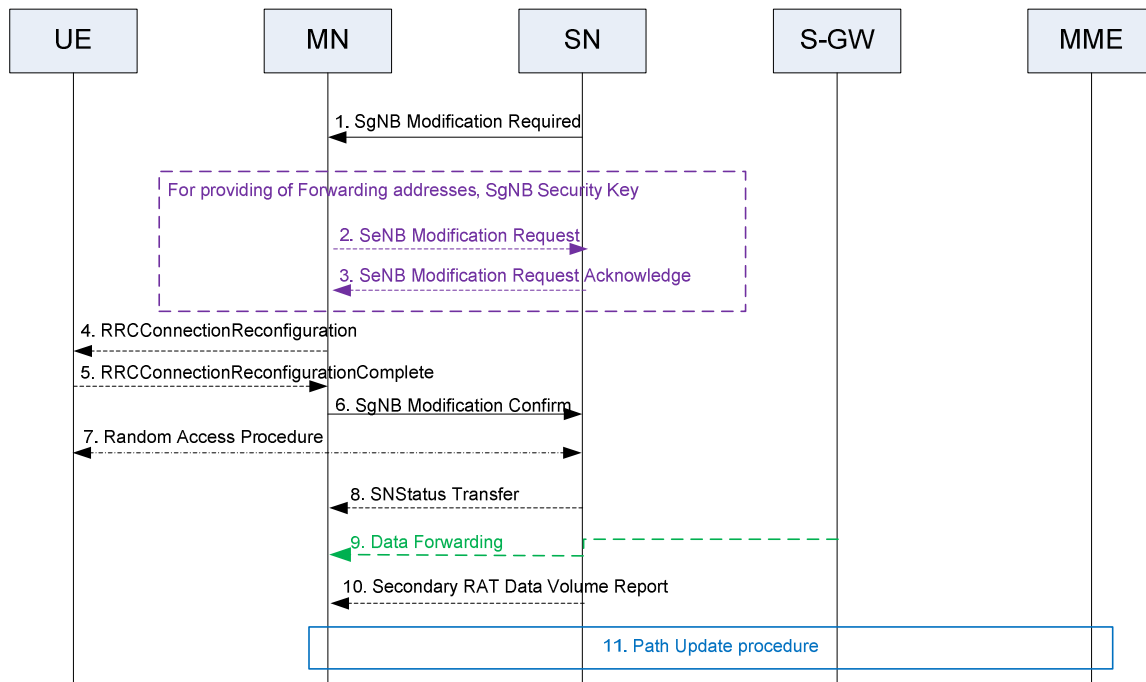 UE
MN
SN
S-GW
MME
1. SgNB Modification Required
For providing of Forwarding addresses, SgNB Security Key
2. SeNB Modification Request
3. SeNB Modification Request Acknowledge
4. RRCConnectionReconfiguration
5. RRCConnectionReconfigurationComplete
6. SgNB Modification Confirm
7. Random Access Procedure
8. SNStatus Transfer
9. Data Forwarding
10. Secondary RAT Data Volume Report
11. Path Update procedure